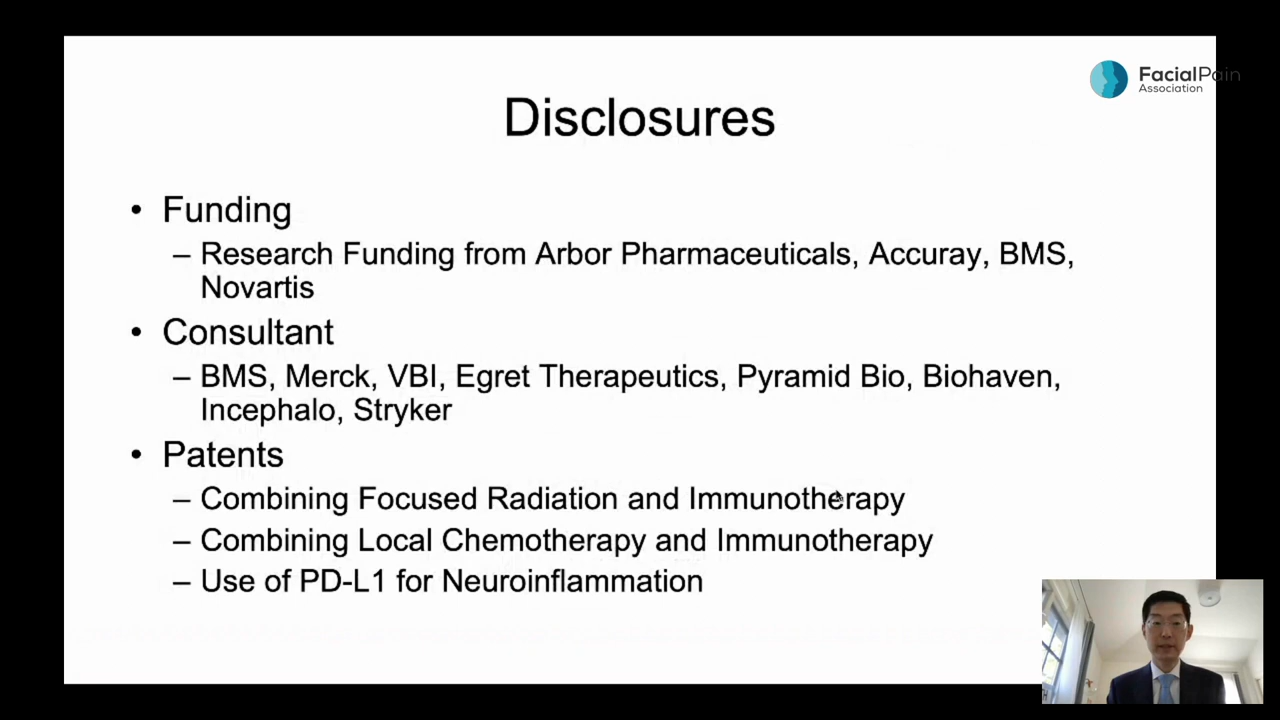 FacialPain
Association
Disclosures
• Funding
– Research Funding from Arbor Pharmaceuticals, Accuray, BMS,
Novartis
• Consultant
– BMS, Merck, VBI, Egret Therapeutics, Pyramid Bio, Biohaven,
Incephalo, Stryker
• Patents
– Combining Focused Radiation and Immunotherapy
– Combining Local Chemotherapy and Immunotherapy
– Use of PD-L1 for Neuroinflammation